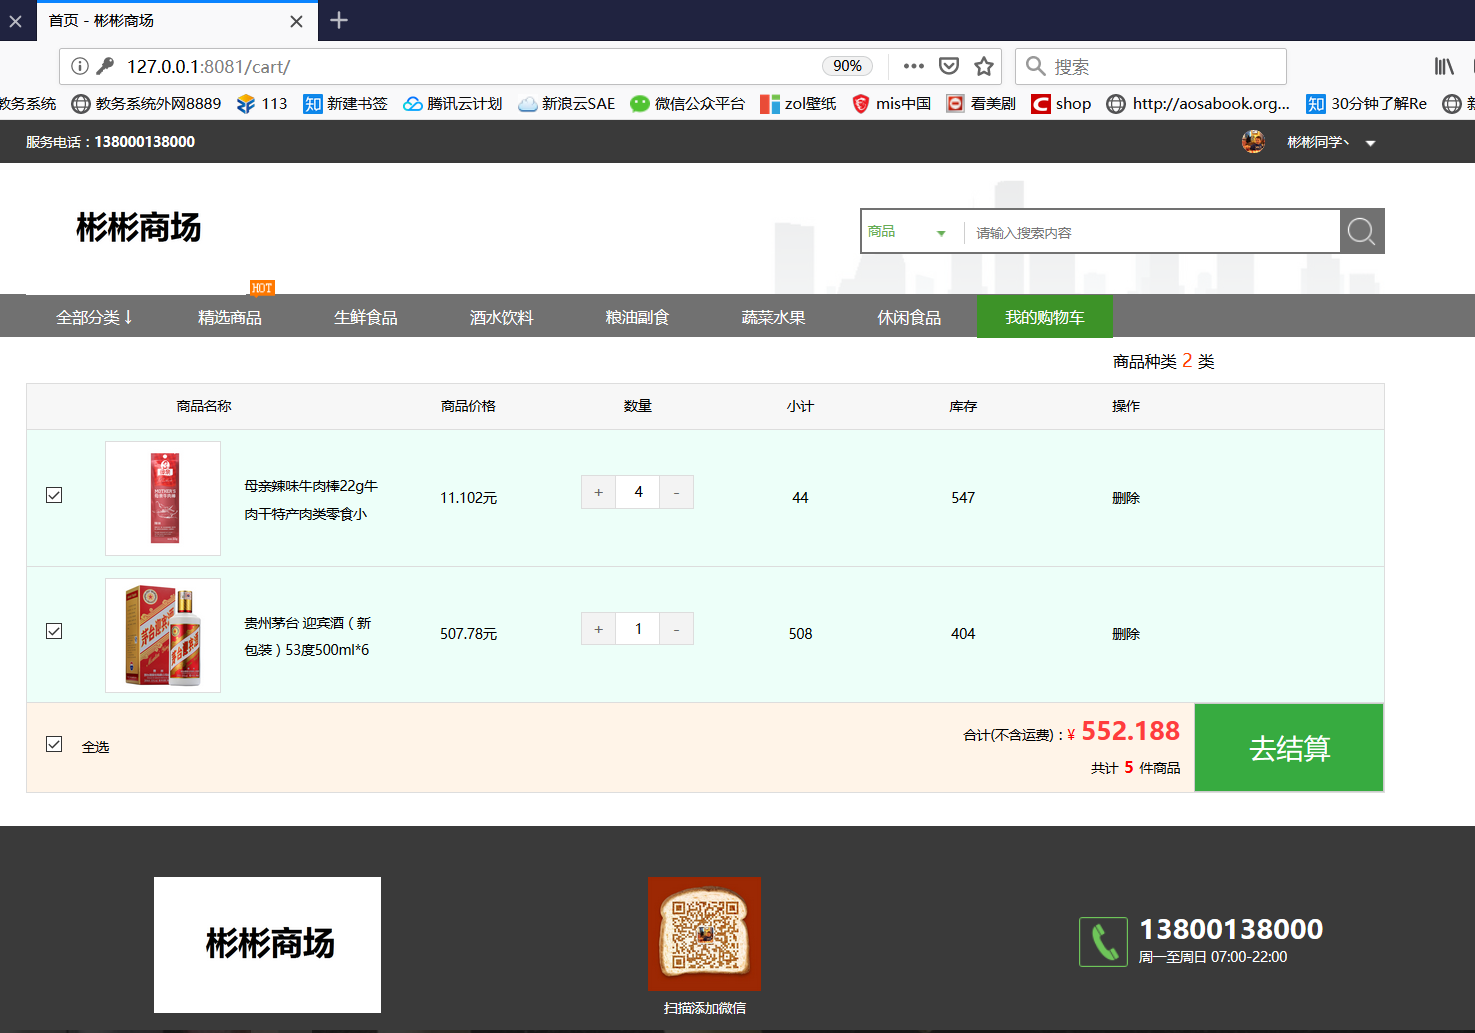 首页 - 彬彬商场
127.0.0.1:8081/cart/
90%
搜索
教务系统 教务系统外网8889 113 新建书签 腾讯云计划 新浪云SAE 微信公众平台 zol壁纸 mis中国 看美剧 shop http://aosabook.org... 知 30分钟了解Re
服务电话：138000138000
彬彬同学丶
彬彬商场
商品
请输入搜索内容
HOT
全部分类↓ 精选商品 生鲜食品 酒水饮料 粮油副食 蔬菜水果 休闲食品 我的购物车
商品种类 2 类
商品名称 商品价格 数量 小计 库存 操作
母亲辣味牛肉棒22g牛
肉干特产肉类零食小
11.102元 + 4 - 44 547 删除
贵州茅台 迎宾酒（新
包装）53度500ml*6
507.78元 + 1 - 508 404 删除
全选
合计(不含运费)：¥ 552.188
共计 5 件商品
去结算
彬彬商场
扫描添加微信
13800138000
周一至周日 07:00-22:00